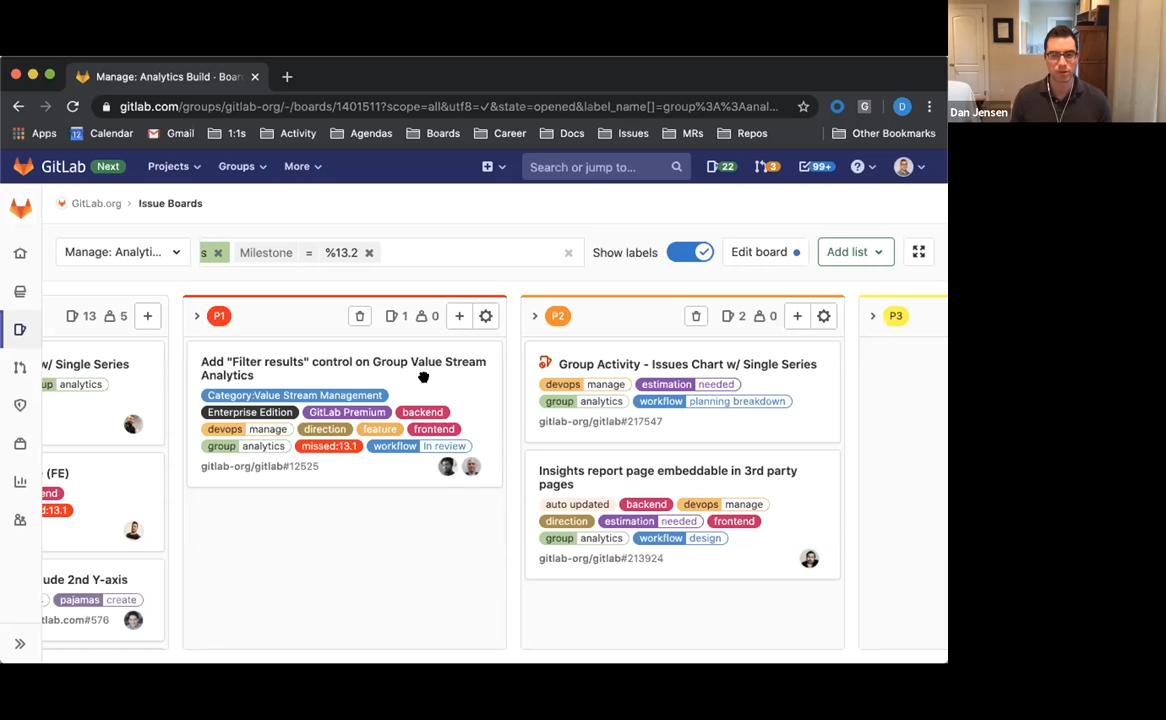 Manage: Analytics Build · Boar
gitlab.com/groups/gitlab-org/-/boards/1401511?scope=all&utf8=✓&state=opened&label_name[]=group%3A%3Aanal...
G
D
Dan Jensen
Apps Calendar Gmail 1:1s Activity Agendas Boards Career Docs Issues MRs Repos Other Bookmarks
GitLab Next Projects Groups More Search or jump to... 22 3 99+
GitLab.org › Issue Boards
Manage: Analyti... s Milestone = %13.2 Show labels Edit board Add list
13 5
P1 1 0
P2 2 0
P3
w/ Single Series
up analytics
(FE)
end
d:13.1
ude 2nd Y-axis
pajamas create
tlab.com#576
Add "Filter results" control on Group Value Stream
Analytics
Category:Value Stream Management
Enterprise Edition GitLab Premium backend
devops manage direction feature frontend
group analytics missed:13.1 workflow In review
gitlab-org/gitlab#12525
Group Activity - Issues Chart w/ Single Series
devops manage estimation needed
group analytics workflow planning breakdown
gitlab-org/gitlab#217547
Insights report page embeddable in 3rd party
pages
auto updated backend devops manage
direction estimation needed frontend
group analytics workflow design
gitlab-org/gitlab#213924